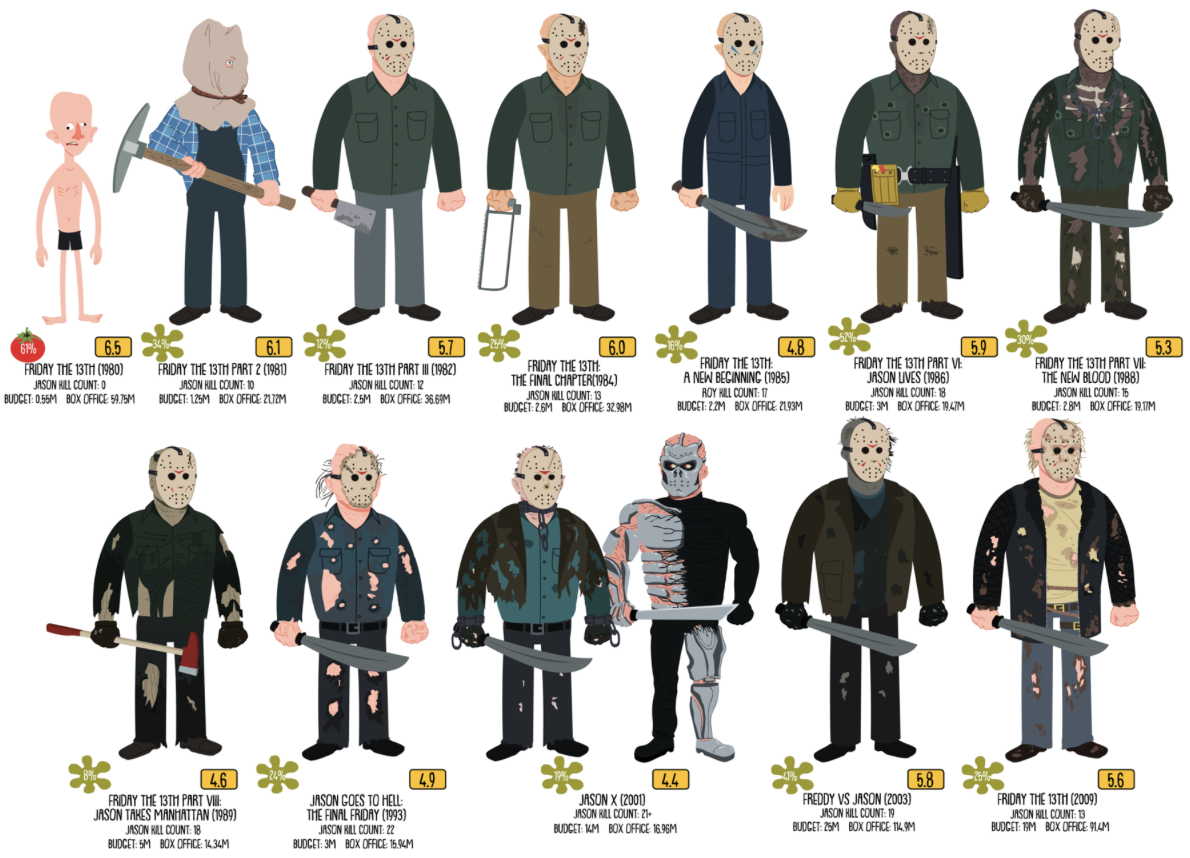 61%
6.5
FRIDAY THE 13TH (1980)
JASON KILL COUNT: 0
BUDGET: 0.55M BOX OFFICE: 59.75M
34%
6.1
FRIDAY THE 13TH PART 2 (1981)
JASON KILL COUNT: 10
BUDGET: 1.25M BOX OFFICE: 21.72M
12%
5.7
FRIDAY THE 13TH PART III (1982)
JASON KILL COUNT: 12
BUDGET: 2.5M BOX OFFICE: 36.69M
25%
6.0
FRIDAY THE 13TH:
THE FINAL CHAPTER(1984)
JASON KILL COUNT: 13
BUDGET: 2.6M BOX OFFICE: 32.98M
16%
4.8
FRIDAY THE 13TH:
A NEW BEGINNING (1985)
ROY KILL COUNT: 17
BUDGET: 2.2M BOX OFFICE: 21.93M
52%
5.9
FRIDAY THE 13TH PART VI:
JASON LIVES (1986)
JASON KILL COUNT: 18
BUDGET: 3M BOX OFFICE: 19.47M
30%
5.3
FRIDAY THE 13TH PART VII:
THE NEW BLOOD (1988)
JASON KILL COUNT: 15
BUDGET: 2.8M BOX OFFICE: 19.17M
8%
4.6
FRIDAY THE 13TH PART VIII:
JASON TAKES MANHATTAN (1989)
JASON KILL COUNT: 18
BUDGET: 5M BOX OFFICE: 14.34M
24%
4.9
JASON GOES TO HELL:
THE FINAL FRIDAY (1993)
JASON KILL COUNT: 22
BUDGET: 3M BOX OFFICE: 15.94M
19%
4.4
JASON X (2001)
JASON KILL COUNT: 21+
BUDGET: 14M BOX OFFICE: 16.96M
41%
5.8
FREDDY VS JASON (2003)
JASON KILL COUNT: 19
BUDGET: 25M BOX OFFICE: 114.9M
25%
5.6
FRIDAY THE 13TH (2009)
JASON KILL COUNT: 13
BUDGET: 19M BOX OFFICE: 91.4M